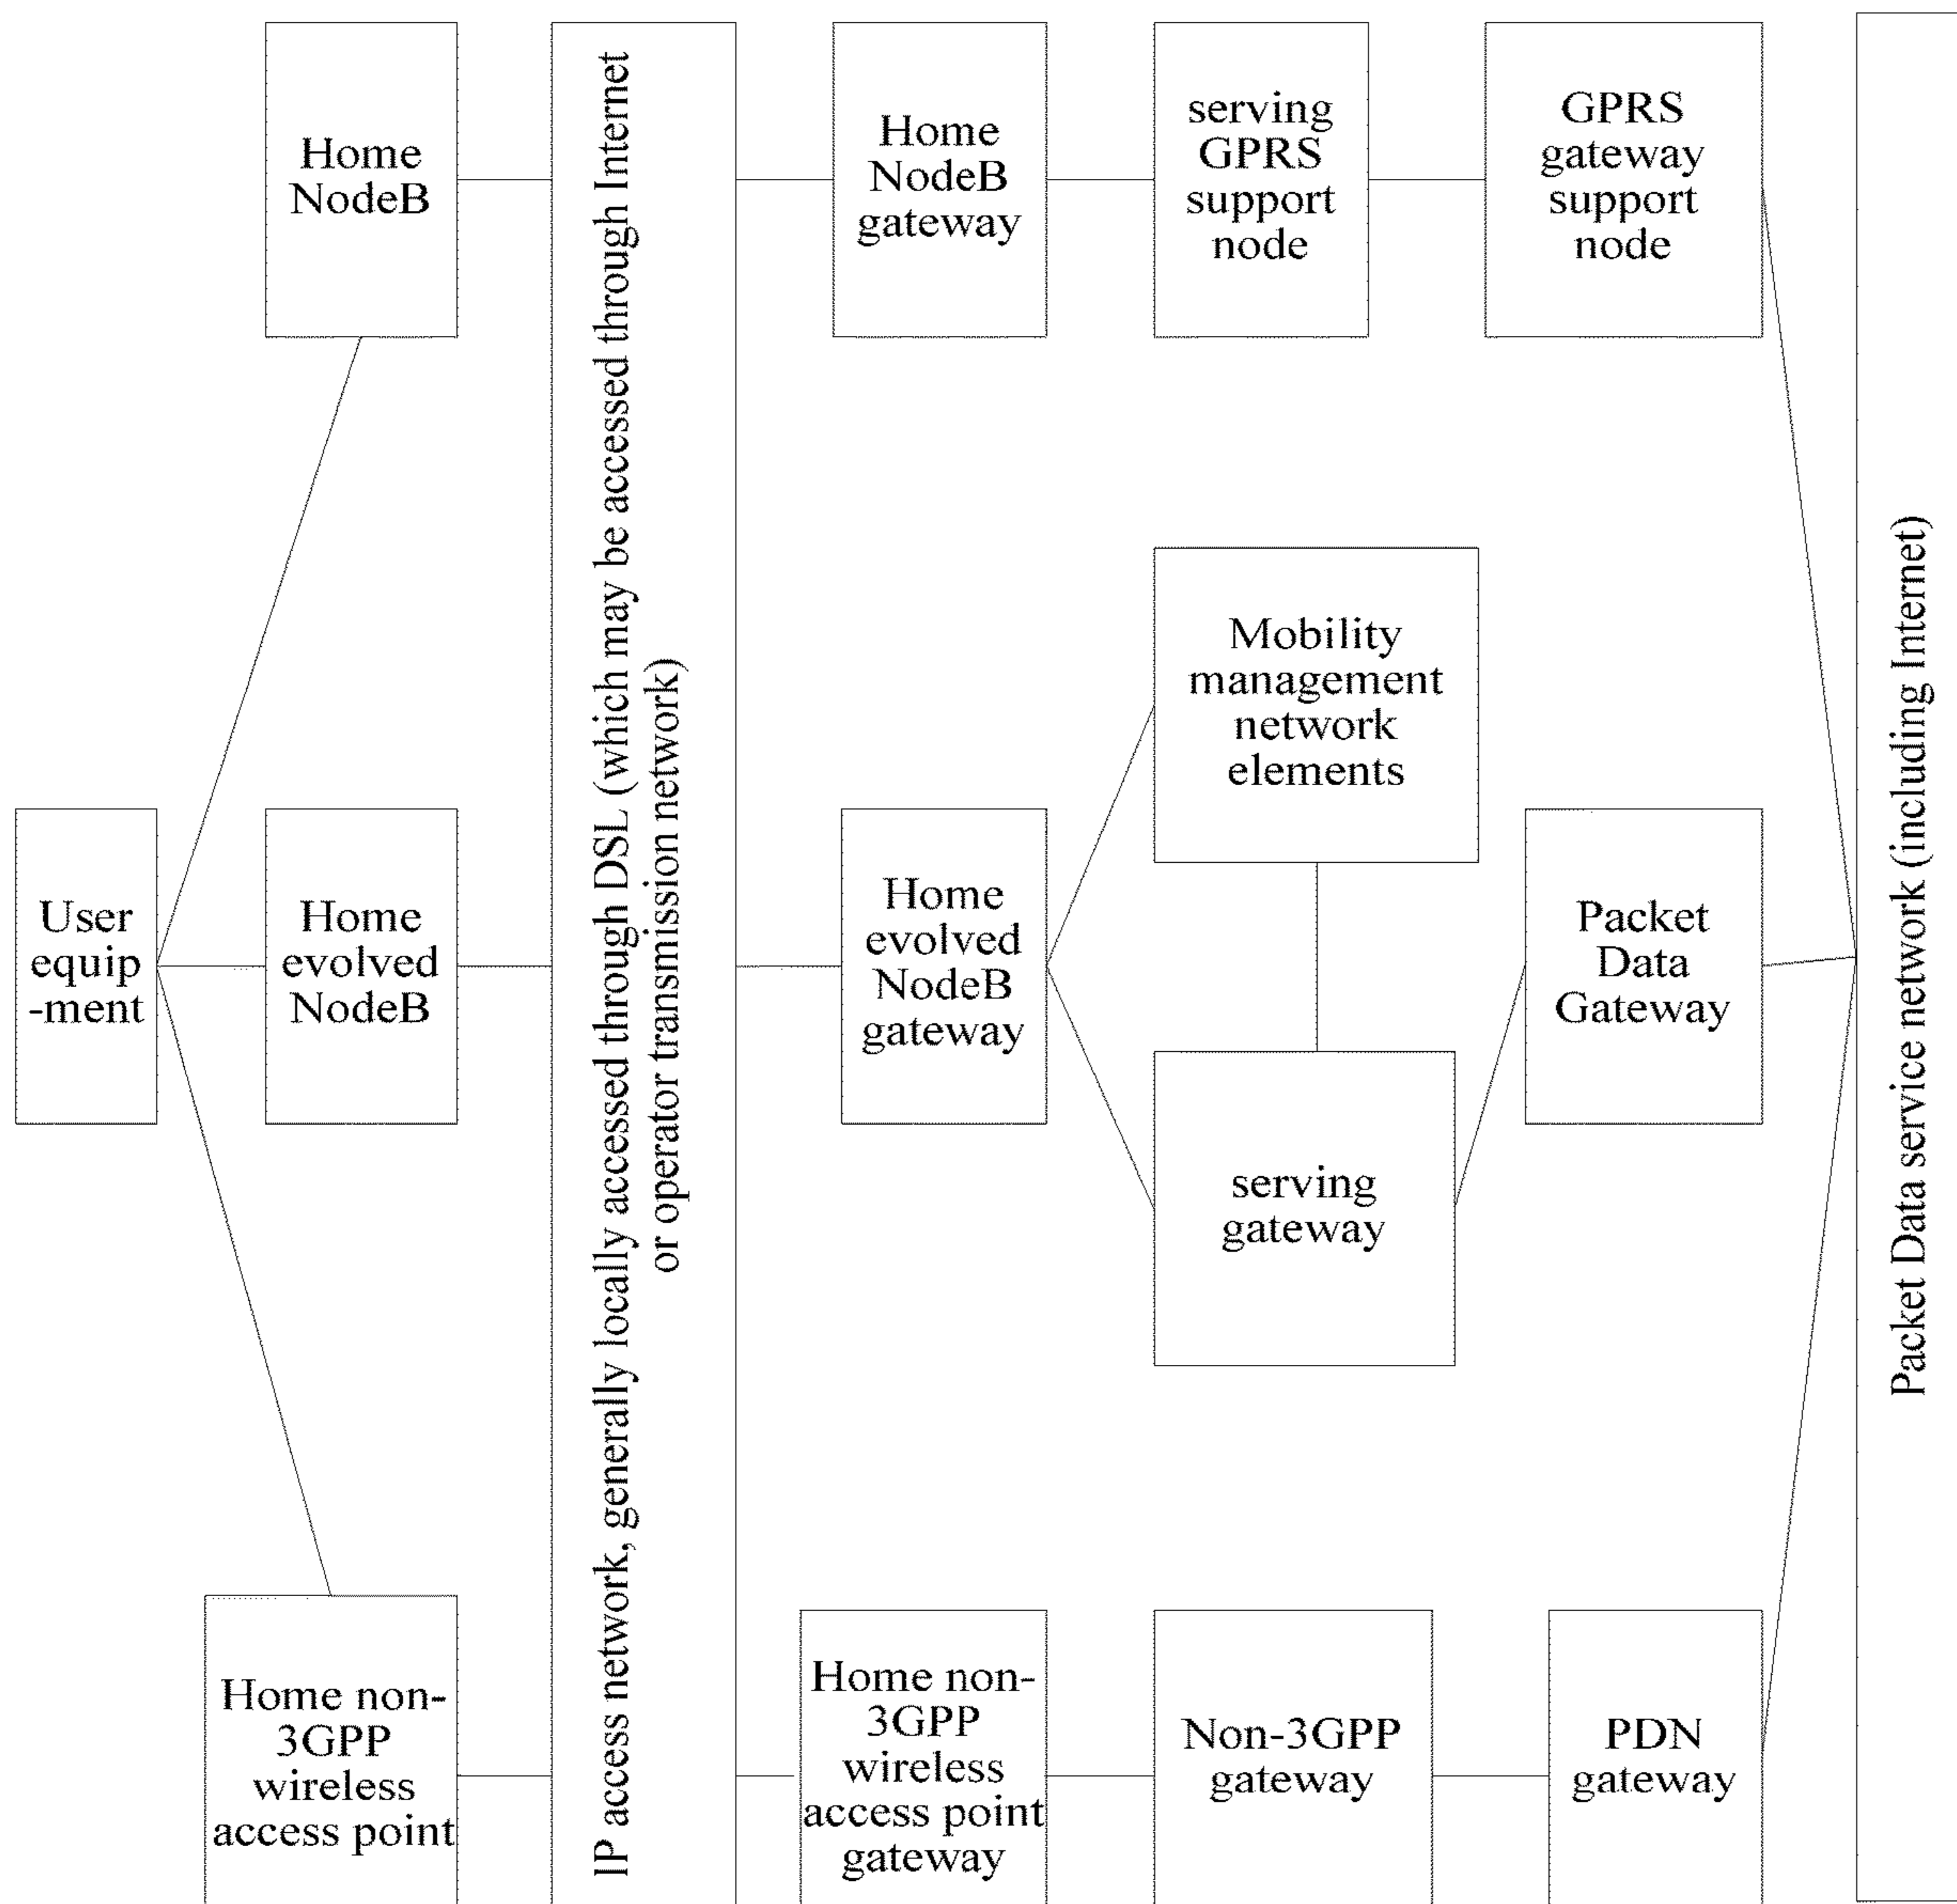 Home
NodeB
IP access network, generally locally accessed through DSL (which may be accessed through Internet
or operator transmission network)
Home
NodeB
gateway
serving
GPRS
support
node
GPRS
gateway
support
node
Packet Data service network (including Internet)
User
equip
-ment
Home
evolved
NodeB
Home
evolved
NodeB
gateway
Mobility
management
network
elements
serving
gateway
Packet
Data
Gateway
Home non-
3GPP
wireless
access point
Home non-
3GPP
wireless
access point
gateway
Non-3GPP
gateway
PDN
gateway